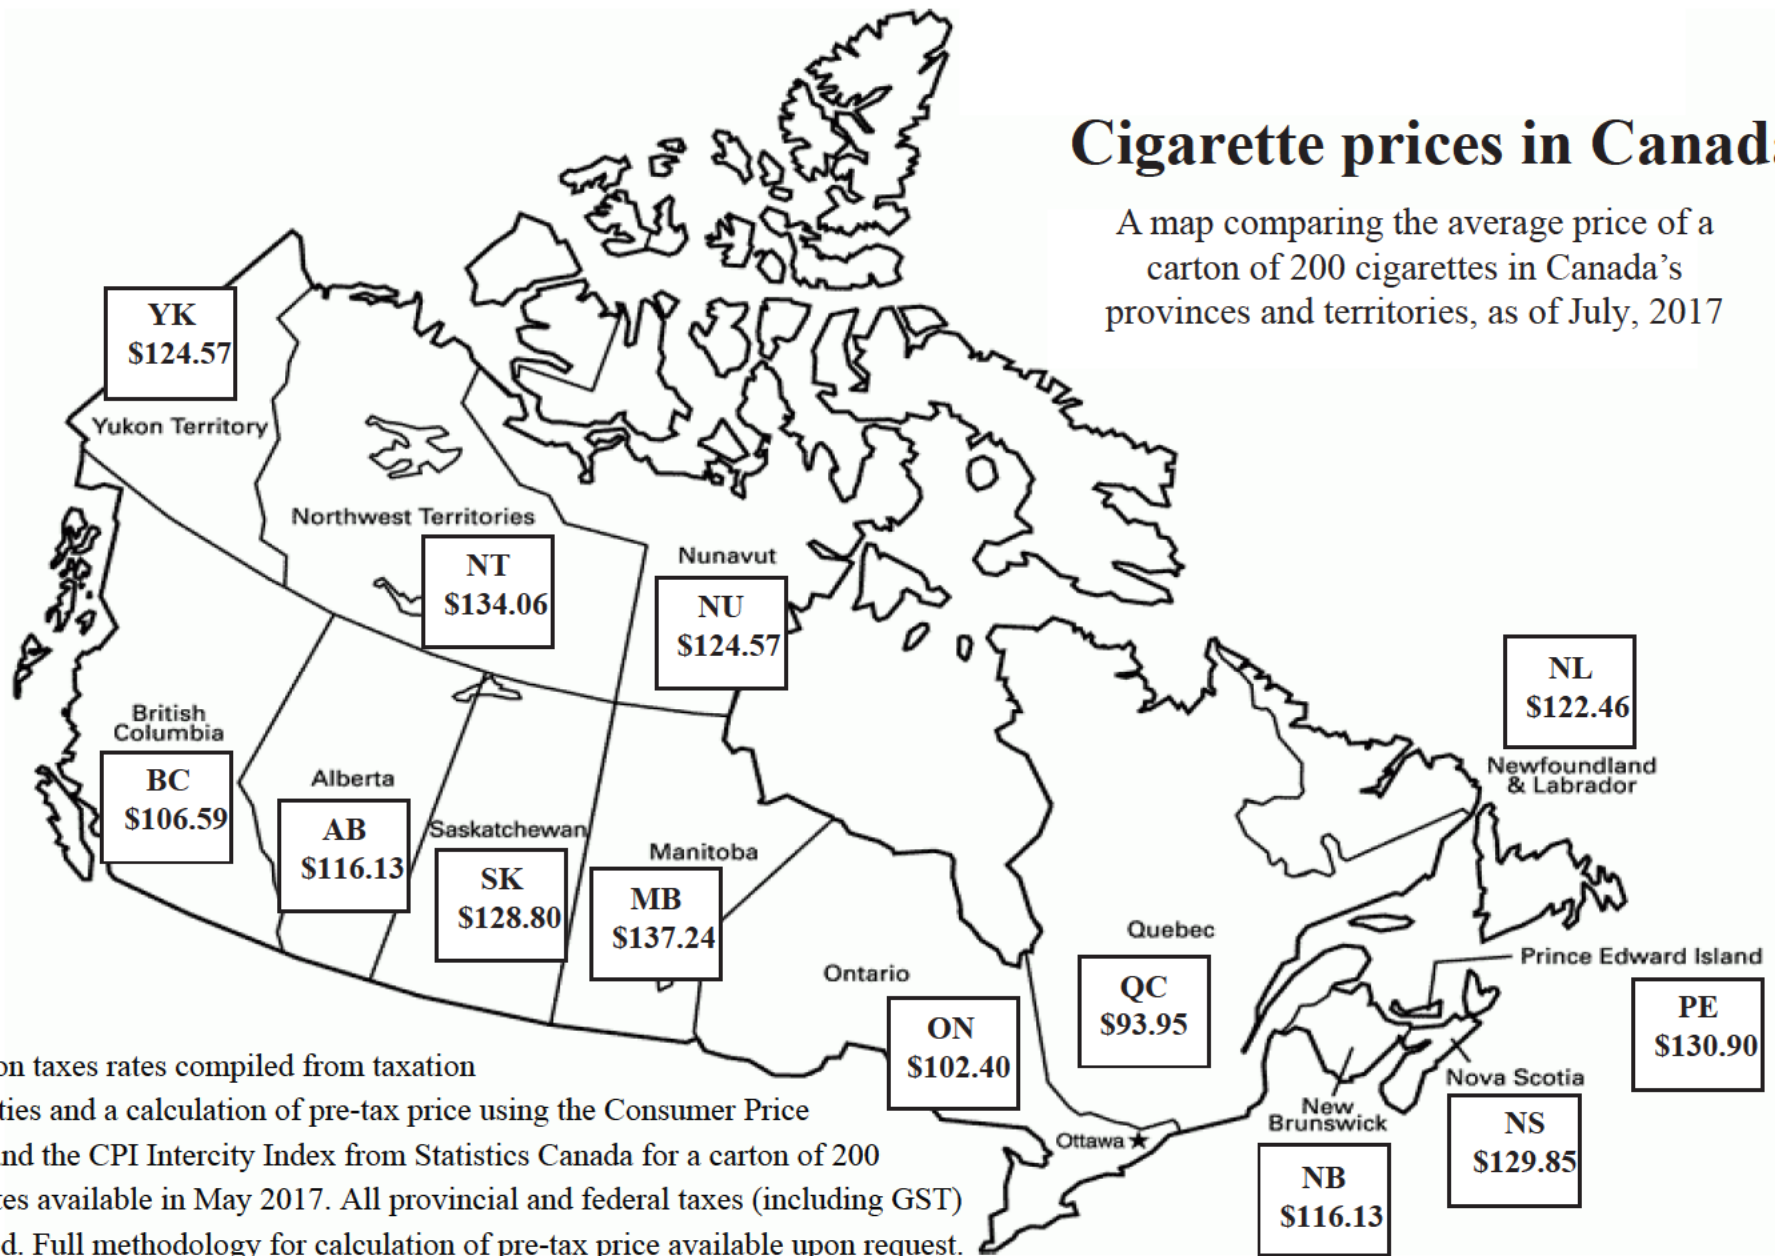 Cigarette prices in Canada
A map comparing the average price of a
carton of 200 cigarettes in Canada’s
provinces and territories, as of July, 2017
YK
$124.57
Yukon Territory
Northwest Territories
NT
$134.06
Nunavut
NU
$124.57
NL
$122.46
Newfoundland
& Labrador
British
Columbia
BC
$106.59
Alberta
AB
$116.13
Saskatchewan
SK
$128.80
Manitoba
MB
$137.24
Ontario
ON
$102.40
Quebec
QC
$93.95
Prince Edward Island
PE
$130.90
Nova Scotia
NS
$129.85
New
Brunswick
NB
$116.13
Ottawa
on taxes rates compiled from taxation
ties and a calculation of pre-tax price using the Consumer Price
nd the CPI Intercity Index from Statistics Canada for a carton of 200
tes available in May 2017. All provincial and federal taxes (including GST)
d. Full methodology for calculation of pre-tax price available upon request.